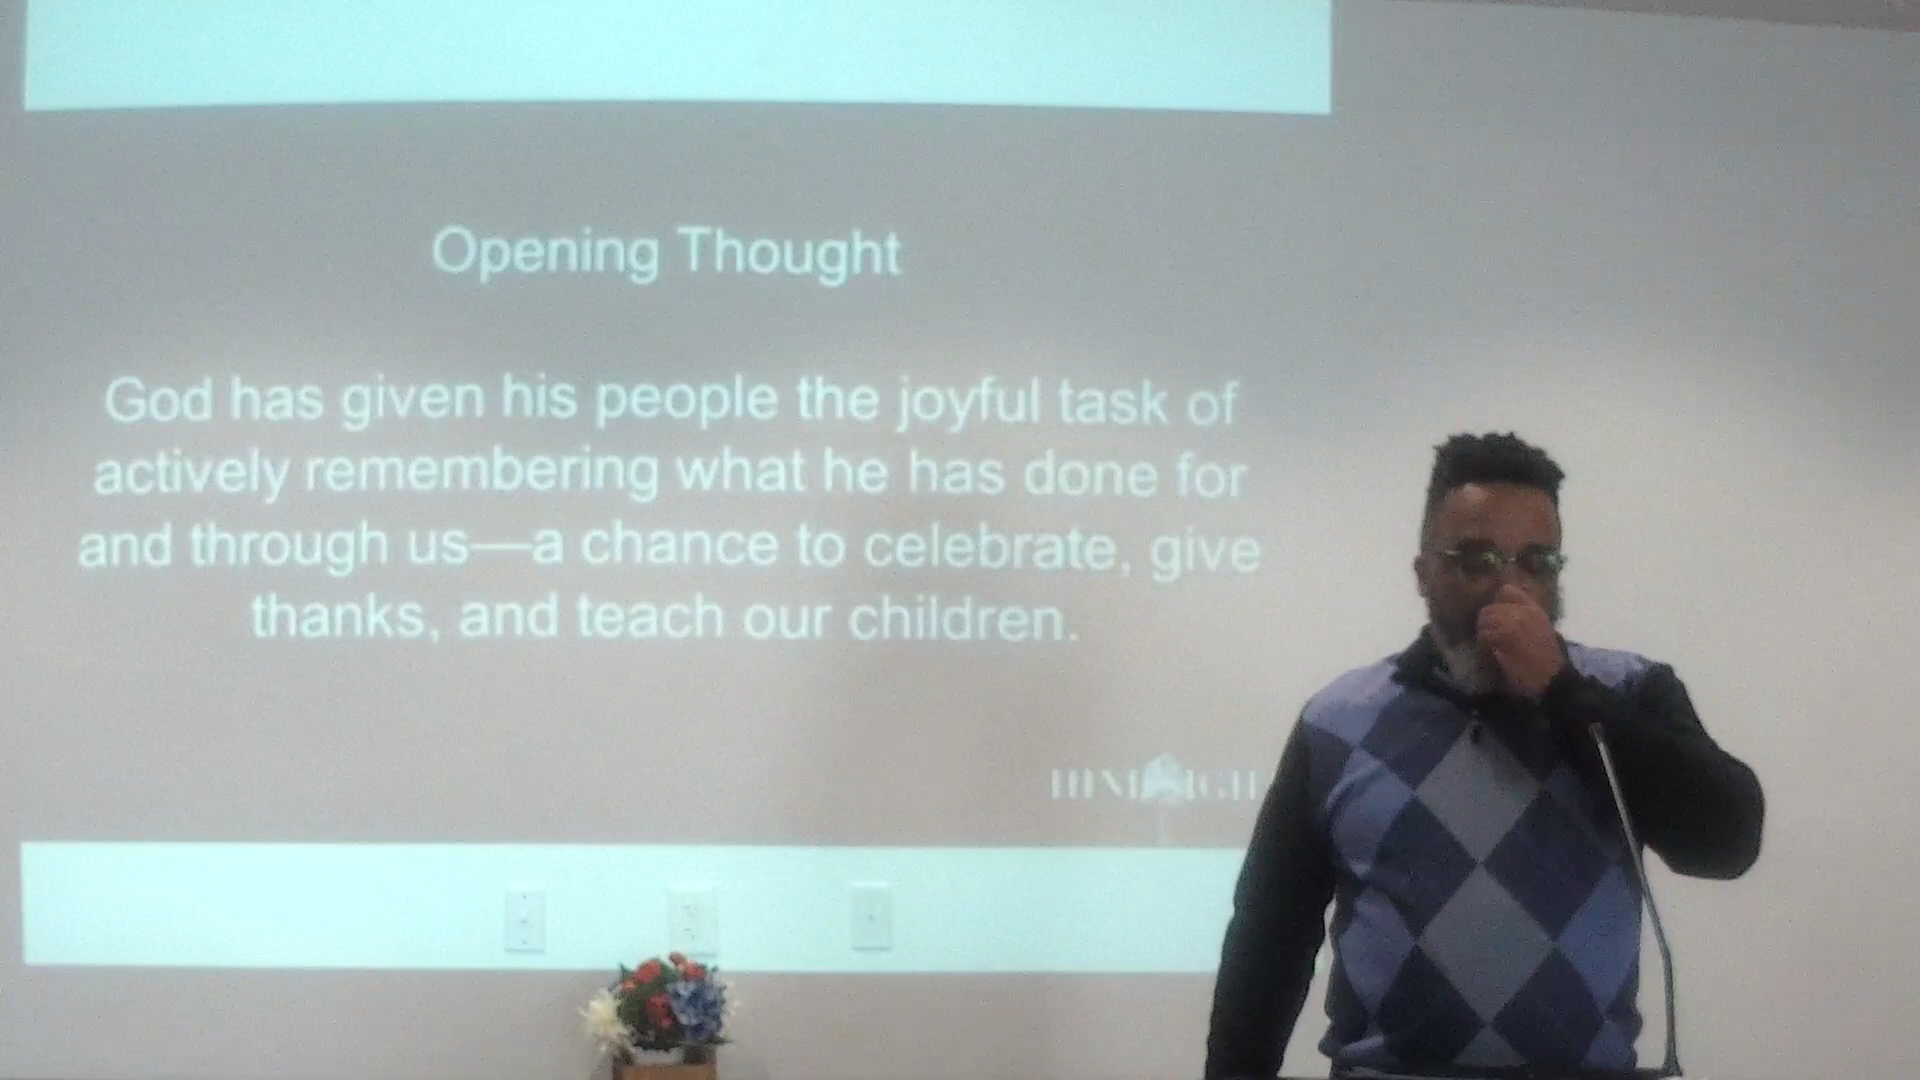 Opening Thought
God has given his people the joyful task of
actively remembering what he has done for
and through us—a chance to celebrate, give
thanks, and teach our children.